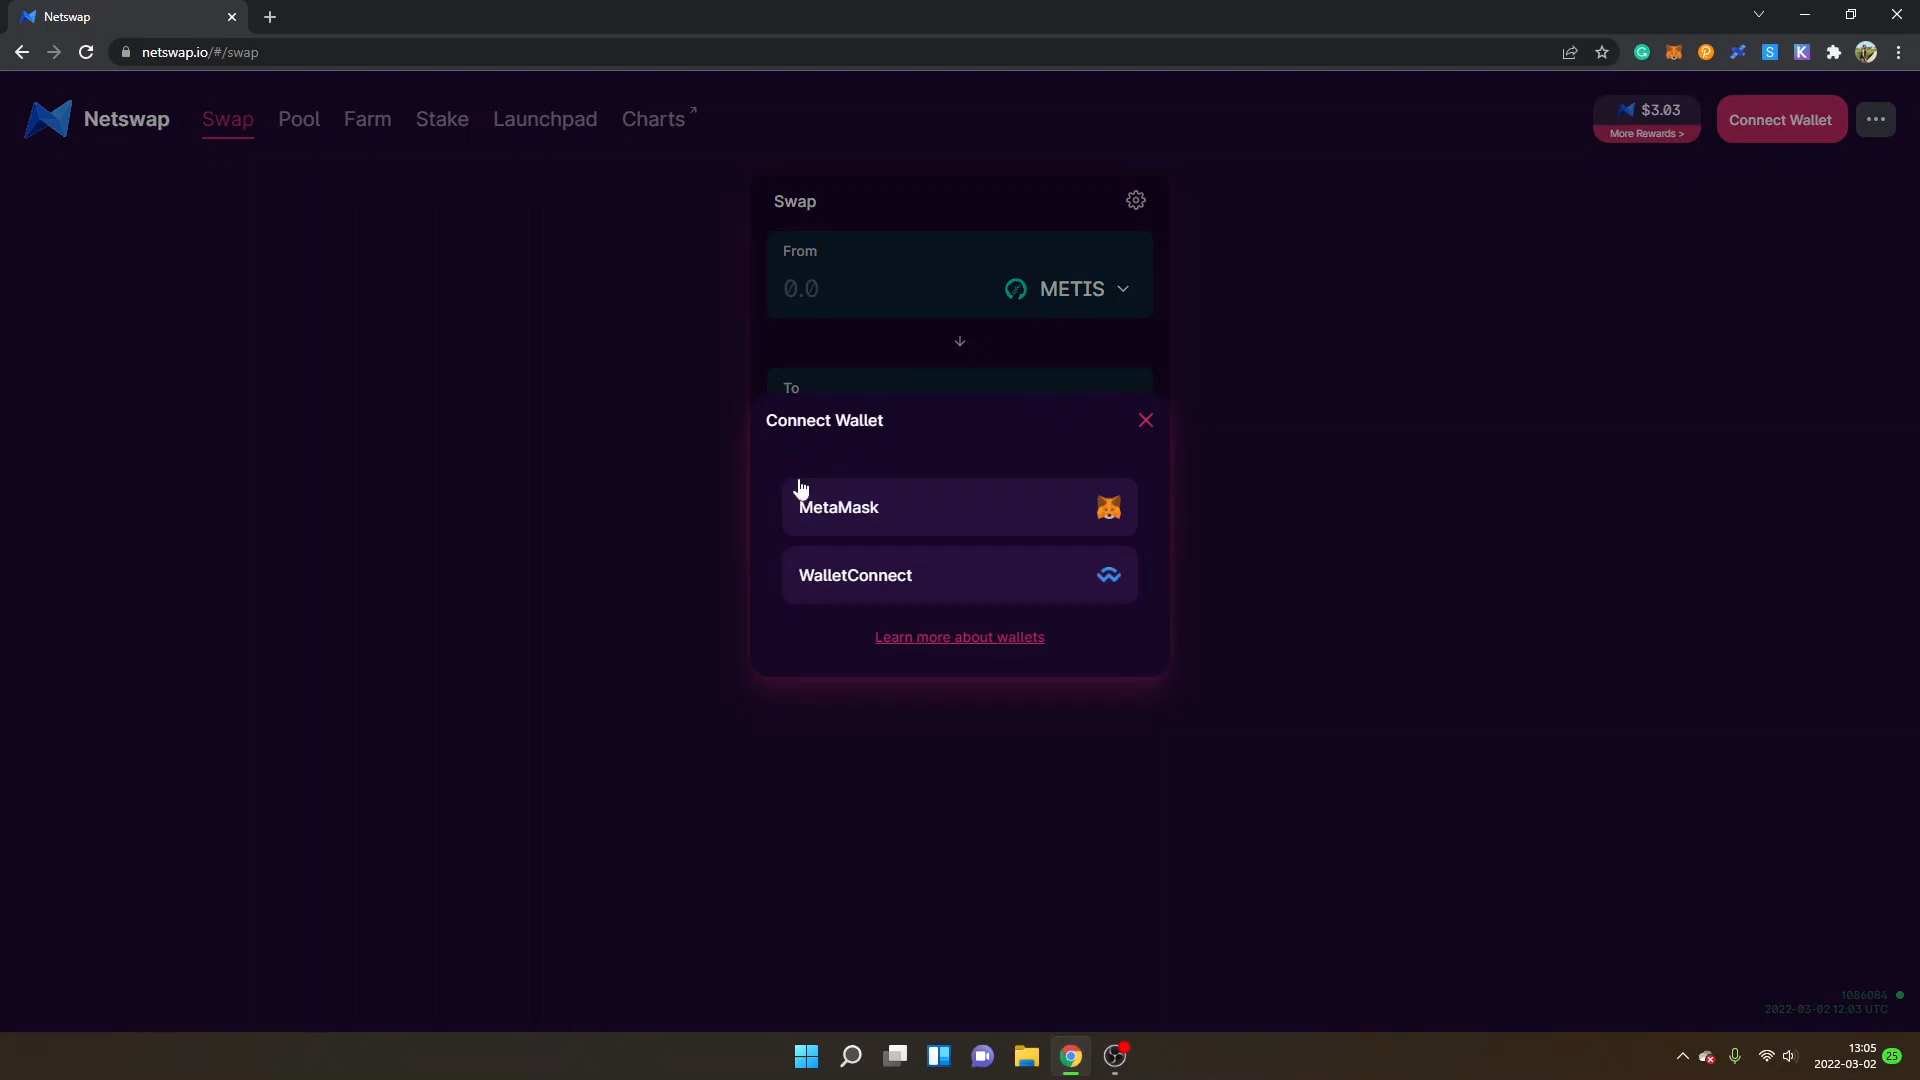 Netswap
netswap.io/#/swap
Netswap
Swap
Pool
Farm
Stake
Launchpad
Charts↗
$3.03
More Rewards >
Connect Wallet
Swap
From
0.0
METIS
To
Connect Wallet
MetaMask
WalletConnect
Learn more about wallets
1086084
2022-03-02 12:03 UTC
13:05
2022-03-02
25